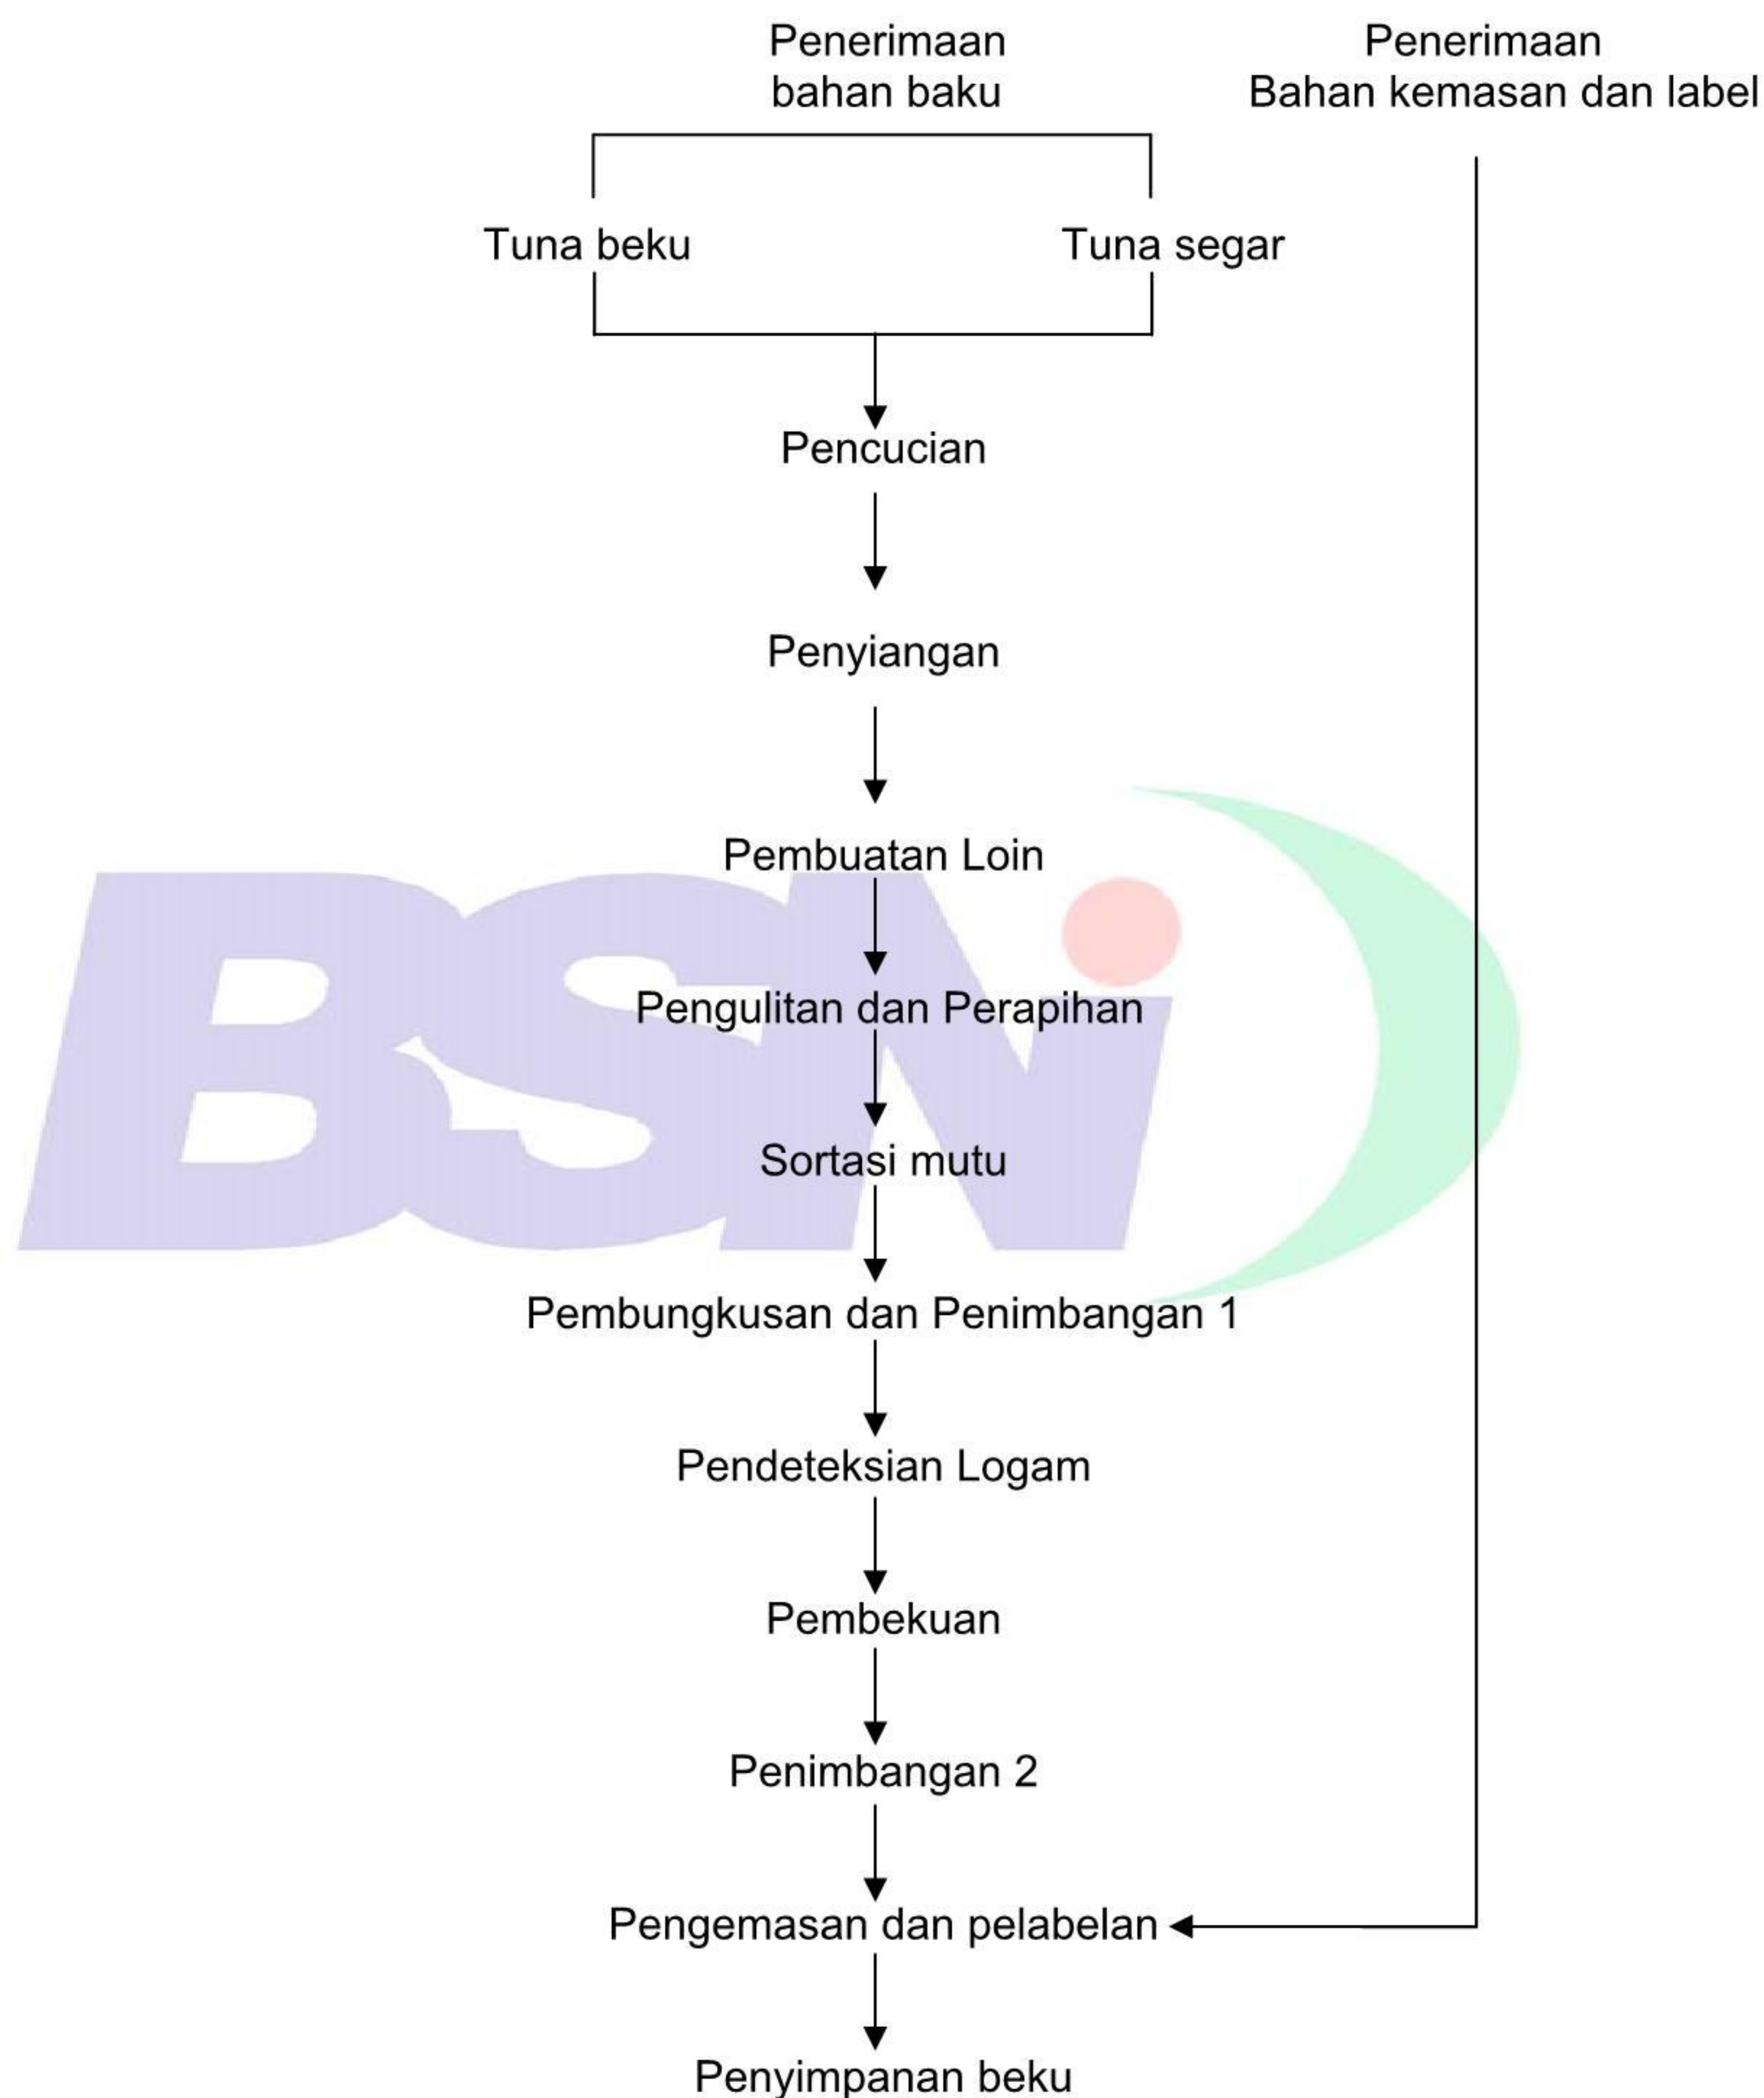 Penerimaan
bahan baku
Penerimaan
Bahan kemasan dan label
Tuna beku
Tuna segar
Pencucian
Penyiangan
Pembuatan Loin
BSNi
Pengulitan dan Perapihan
Sortasi mutu
Pembungkusan dan Penimbangan 1
Pendeteksian Logam
Pembekuan
Penimbangan 2
Pengemasan dan pelabelan
Penyimpanan beku